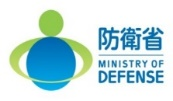 防衛省
MINISTRY OF
DEFENSE